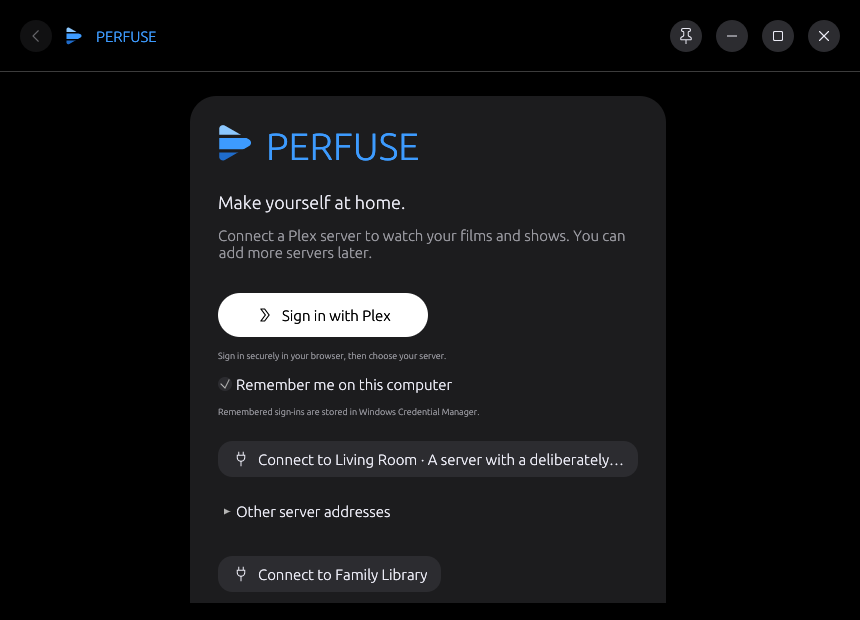 PERFUSE
PERFUSE
Make yourself at home.
Connect a Plex server to watch your films and shows. You can
add more servers later.
Sign in with Plex
Sign in securely in your browser, then choose your server.
Remember me on this computer
Remembered sign-ins are stored in Windows Credential Manager.
Connect to Living Room · A server with a deliberately...
Other server addresses
Connect to Family Library